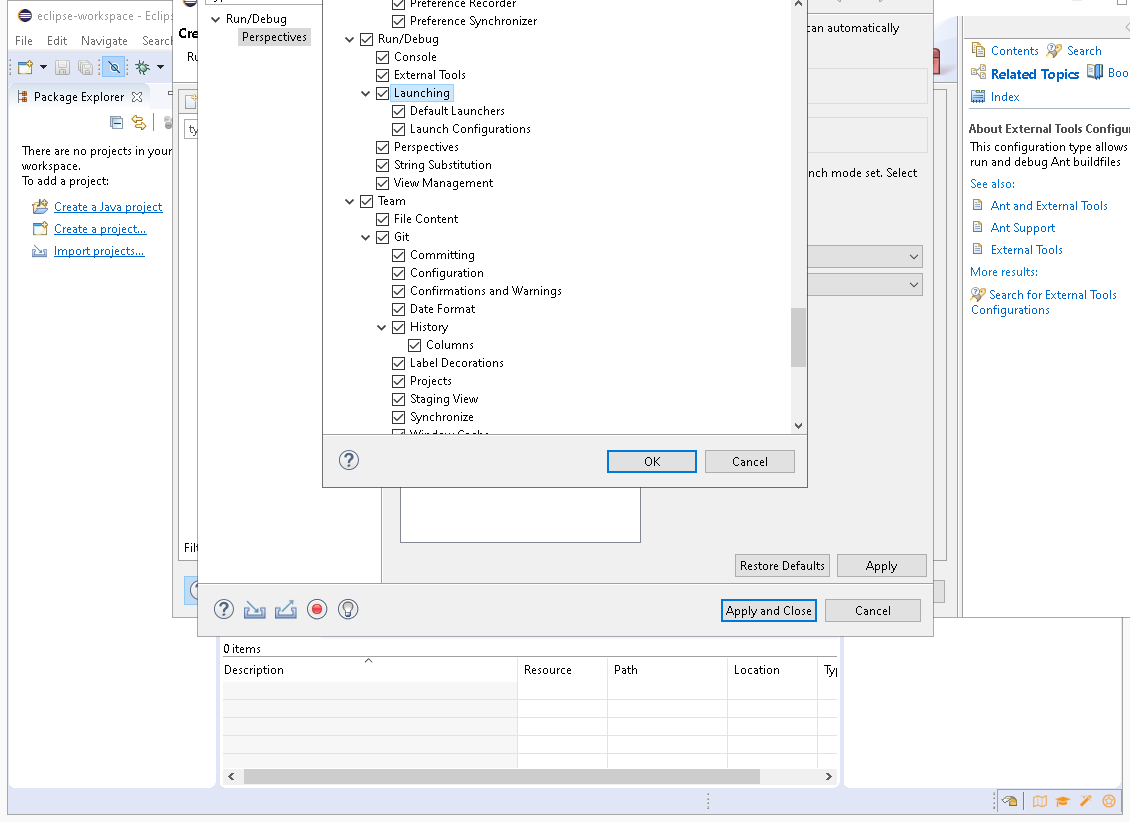 eclipse-workspace - Eclips
File Edit Navigate Search
Package Explorer
There are no projects in your
workspace.
To add a project:
Create a Java project
Create a project...
Import projects...
Cre
Ru
ty
Filt
Run/Debug
Perspectives
Preference Recorder
Preference Synchronizer
Run/Debug
Console
External Tools
Launching
Default Launchers
Launch Configurations
Perspectives
String Substitution
View Management
Team
File Content
Git
Committing
Configuration
Confirmations and Warnings
Date Format
History
Columns
Label Decorations
Projects
Staging View
Synchronize
Window Cache
OK Cancel
can automatically
nch mode set. Select
Restore Defaults Apply
Apply and Close Cancel
Contents Search
Related Topics Boo
Index
About External Tools Configur
This configuration type allows
run and debug Ant buildfiles
See also:
Ant and External Tools
Ant Support
External Tools
More results:
Search for External Tools
Configurations
0 items
Description Resource Path Location Typ